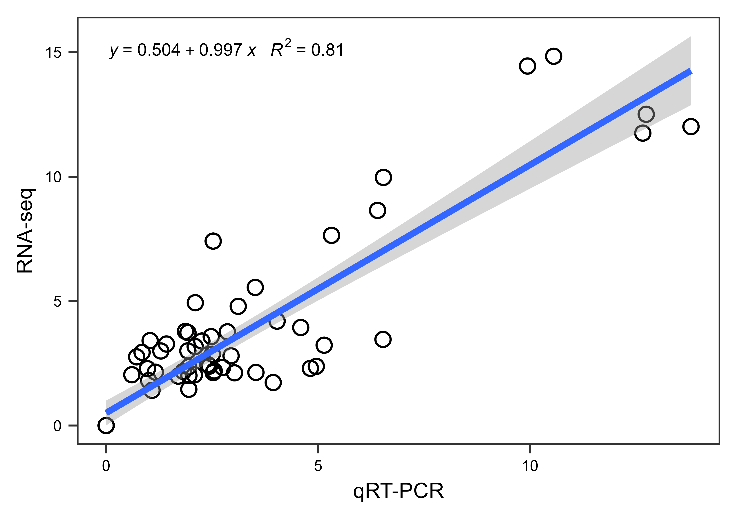 y = 0.504 + 0.997 x R² = 0.81
15
10
5
0
RNA-seq
0 5 10
qRT-PCR